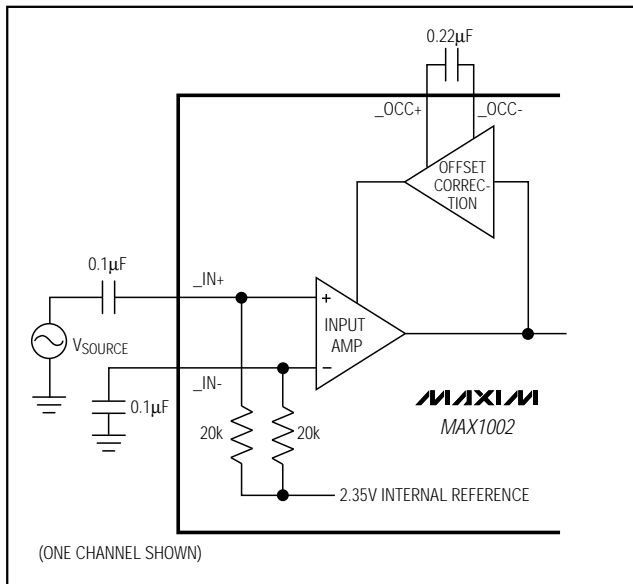 0.22µF
_OCC+
_OCC-
OFFSET
CORREC-
TION
0.1µF
_IN+
+
INPUT
AMP
VSOURCE
_IN-
−
0.1µF
MAXIM
MAX1002
20k
20k
2.35V INTERNAL REFERENCE
(ONE CHANNEL SHOWN)